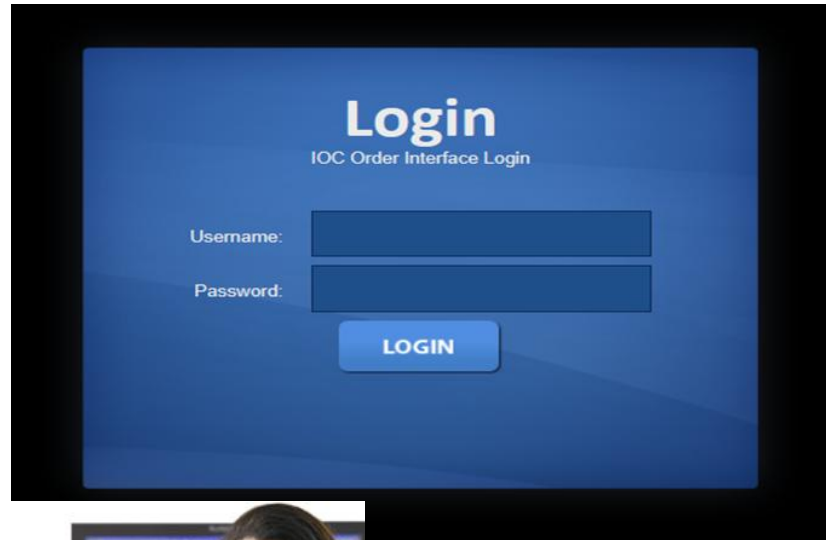 Login
IOC Order Interface Login
Username:
Password:
LOGIN